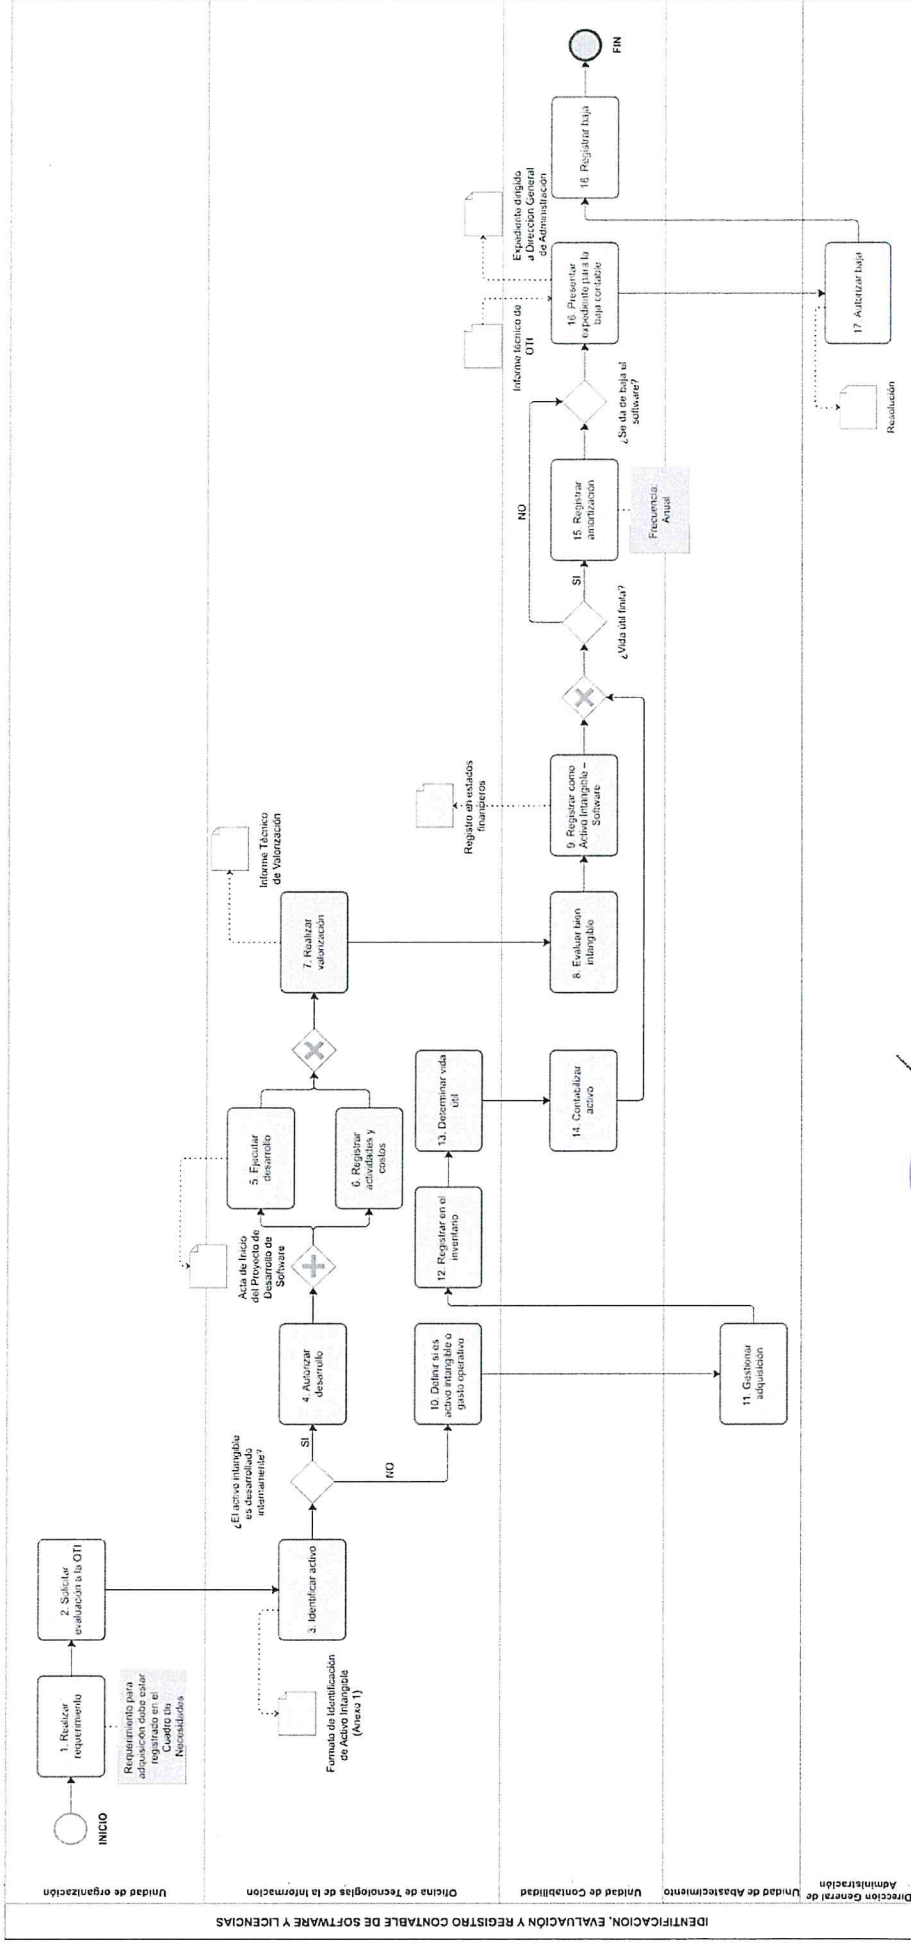 IDENTIFICACION, EVALUACIÓN Y REGISTRO CONTABLE DE SOFTWARE Y LICENCIAS
Unidad de organización
Oficina de Tecnologías de la Informacion
Unidad de Contabilidad
Unidad de Abastecimiento
Direccion General de
Administración
INICIO
1. Realizar
requerimiento
Requerimiento para
adquisición debe estar
registrado en el
Cuadro de
Necesidades
2. Solicitar
evaluación a la OTI
3. Identificar activo
Formato de Identificación
de Activo Intangible
(Anexo 1)
¿El activo intangible
es desarrollado
internamente?
SI
NO
4. Autorizar
desarrollo
Acta de Inicio
del Proyecto de
Desarrollo de
Software
5. Ejecutar
desarrollo
6. Registrar
actividades y
costos
7. Realizar
valorización
Informe Técnico
de Valorización
8. Evaluar bien
intangible
9. Registrar como
Activo Intangible –
Software
Registro en estados
financieros
10. Definir si es
activo intangible o
gasto operativo
11. Gestionar
adquisición
12. Registrar en el
inventario
13. Determinar vida
útil
14. Contabilizar
activo
¿Vida útil finita?
SI
NO
15. Registrar
amortización
Frecuencia:
Anual
¿Se da de baja el
software?
16. Presentar
expediente para la
baja contable
Informe técnico de
OTI
Expediente dirigido
a Direccion General
de Administración
17. Autorizar baja
Resolución
18. Registrar baja
FIN